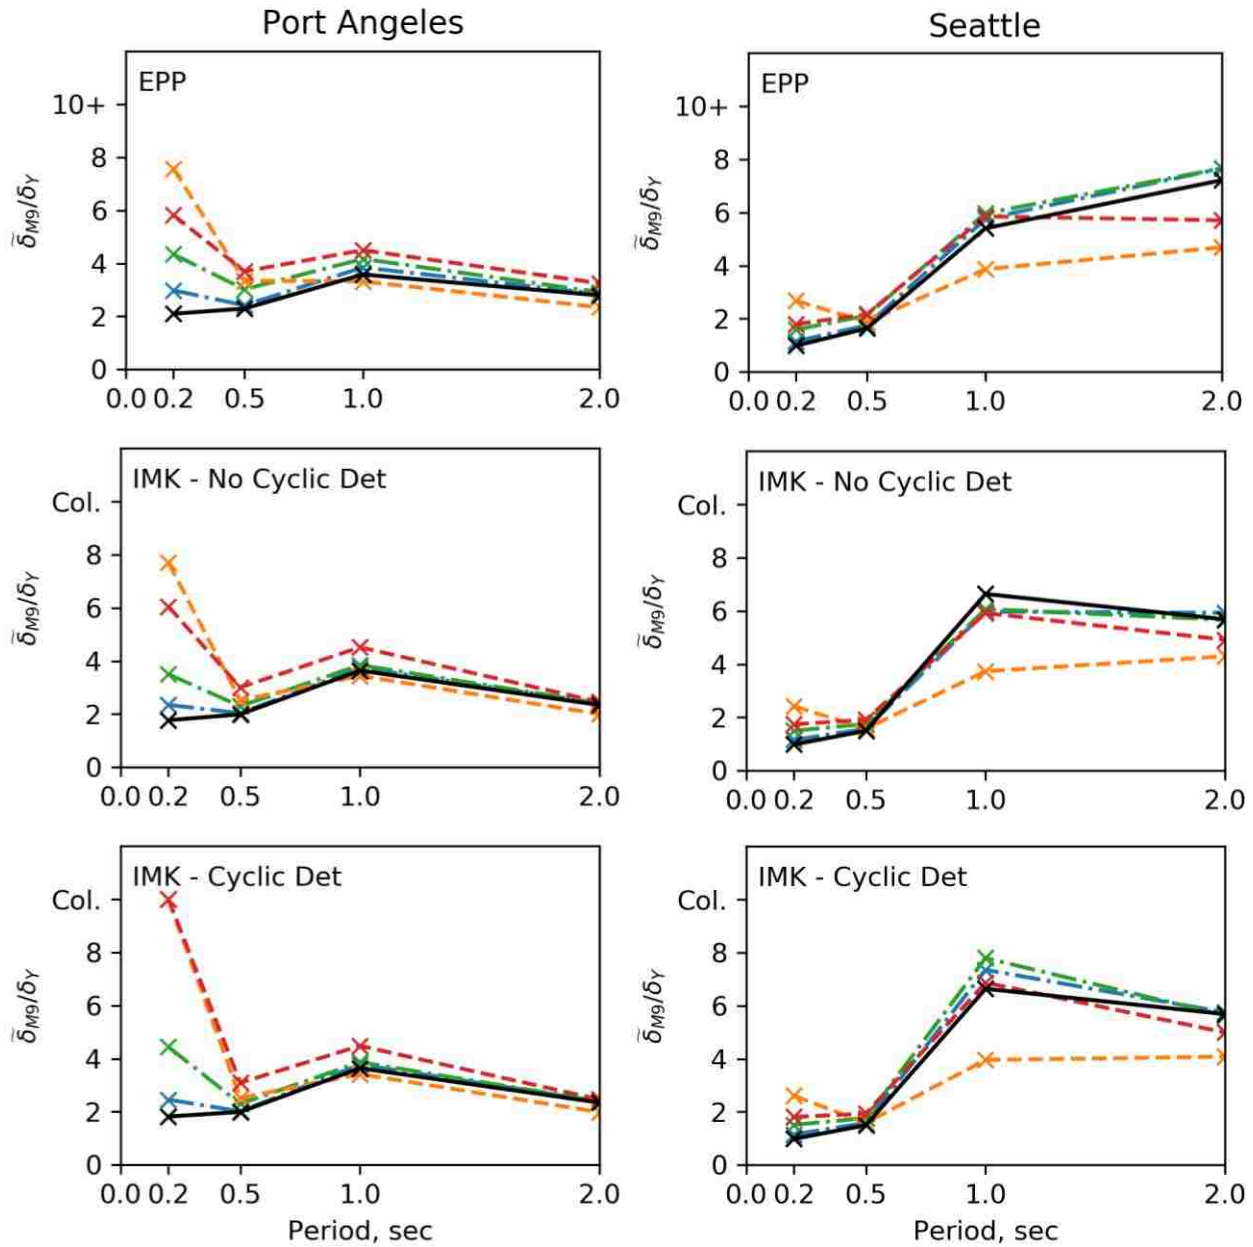 Port Angeles
Seattle
EPP
10+
8
6
4
2
0
δ̃M9/δY
0.0 0.2 0.5 1.0 2.0
EPP
10+
8
6
4
2
0
δ̃M9/δY
0.0 0.2 0.5 1.0 2.0
IMK - No Cyclic Det
Col.
8
6
4
2
0
δ̃M9/δY
0.0 0.2 0.5 1.0 2.0
IMK - No Cyclic Det
Col.
8
6
4
2
0
δ̃M9/δY
0.0 0.2 0.5 1.0 2.0
IMK - Cyclic Det
Col.
8
6
4
2
0
δ̃M9/δY
0.0 0.2 0.5 1.0 2.0
Period, sec
IMK - Cyclic Det
Col.
8
6
4
2
0
δ̃M9/δY
0.0 0.2 0.5 1.0 2.0
Period, sec